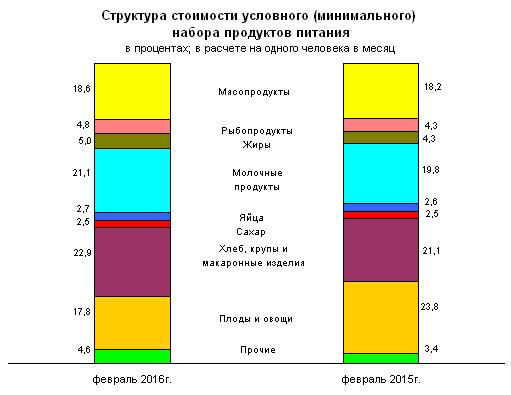 Структура стоимости условного (минимального)
набора продуктов питания
в процентах; в расчете на одного человека в месяц
18,6
Масопродукты
18,2
4,8
Рыбопродукты
4,3
5,0
Жиры
4,3
21,1
Молочные
продукты
19,8
2,7
Яйца
2,6
2,5
Сахар
2,5
22,9
Хлеб, крупы и
макаронные изделия
21,1
17,8
Плоды и овощи
23,8
4,6
Прочие
3,4
февраль 2016г.
февраль 2015г.